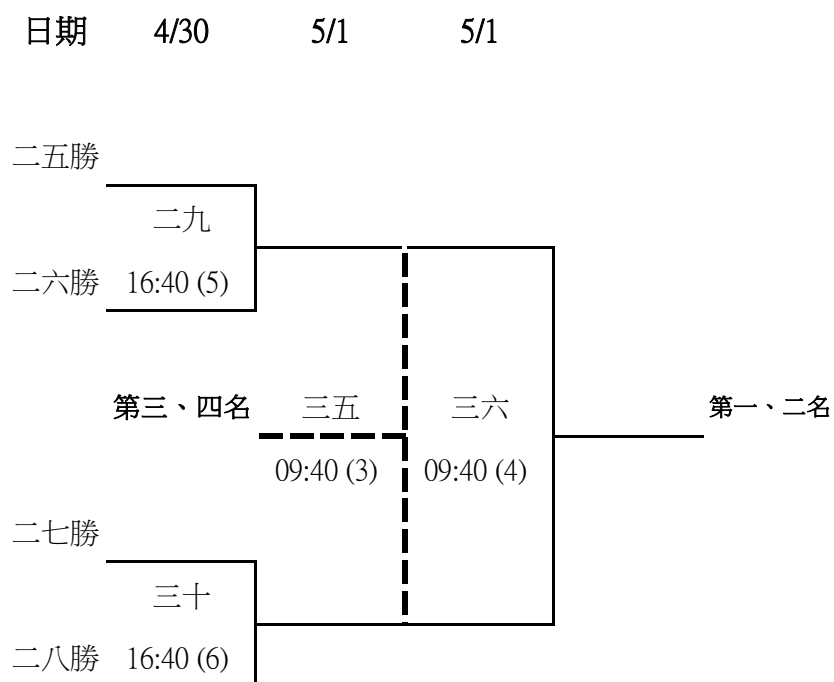 日期 4/30 5/1 5/1
二五勝
二九
二六勝 16:40 (5)
第三、四名 三五 三六 第一、二名
09:40 (3) 09:40 (4)
二七勝
三十
二八勝 16:40 (6)